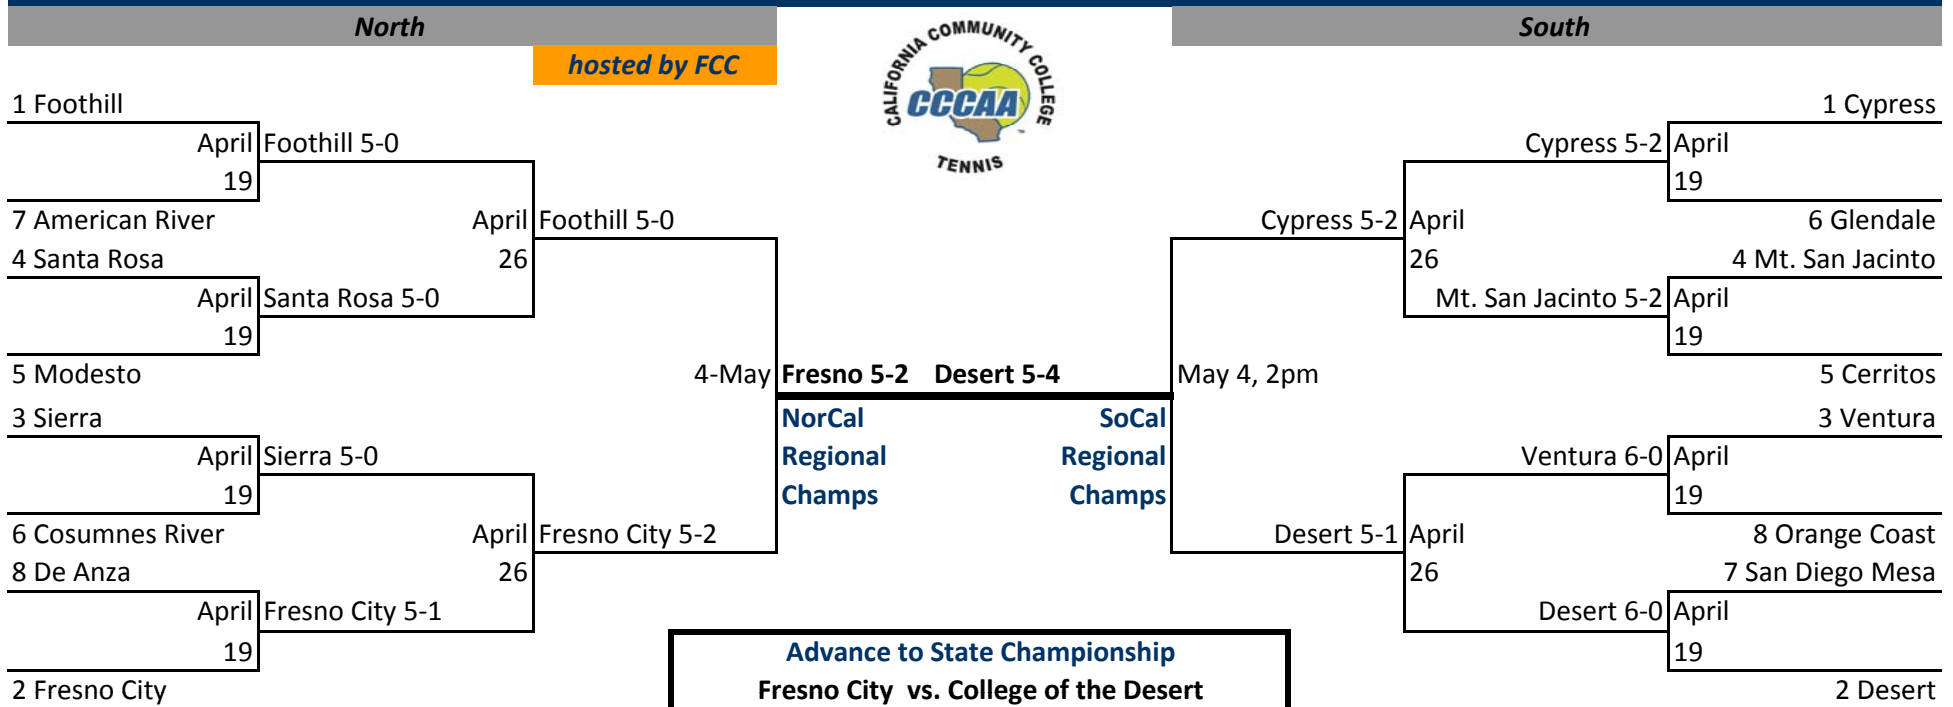 North
South
hosted by FCC
CALIFORNIA COMMUNITY COLLEGE
CCCAA
TENNIS
1 Foothill
1 Cypress
April Foothill 5-0
Cypress 5-2 April
19
19
7 American River
April Foothill 5-0
Cypress 5-2 April
6 Glendale
4 Santa Rosa
26
26
4 Mt. San Jacinto
April Santa Rosa 5-0
Mt. San Jacinto 5-2 April
19
19
5 Modesto
4-May Fresno 5-2 Desert 5-4 May 4, 2pm
5 Cerritos
3 Sierra
NorCal
SoCal
3 Ventura
April Sierra 5-0
Regional
Regional
Ventura 6-0 April
19
Champs
Champs
19
6 Cosumnes River
April Fresno City 5-2
Desert 5-1 April
8 Orange Coast
8 De Anza
26
26
7 San Diego Mesa
April Fresno City 5-1
Desert 6-0 April
19
Advance to State Championship
19
2 Fresno City
Fresno City vs. College of the Desert
2 Desert